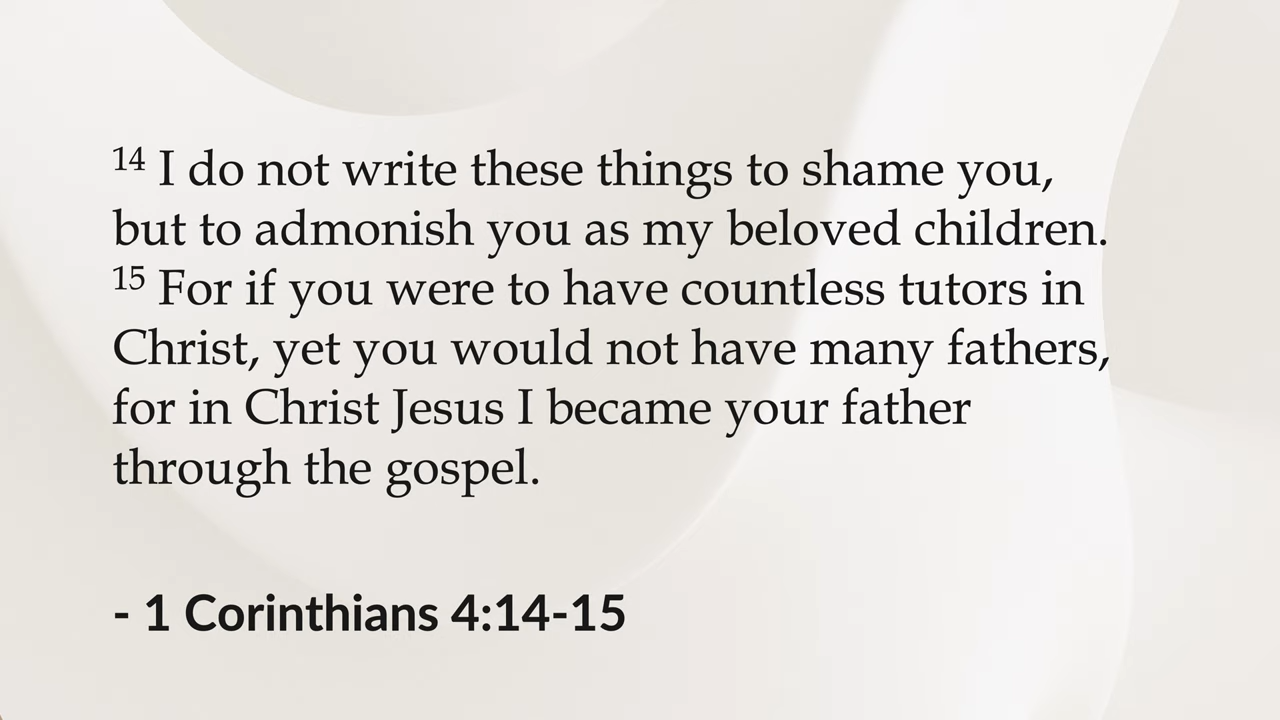 14 I do not write these things to shame you,
but to admonish you as my beloved children.
15 For if you were to have countless tutors in
Christ, yet you would not have many fathers,
for in Christ Jesus I became your father
through the gospel.
- 1 Corinthians 4:14-15